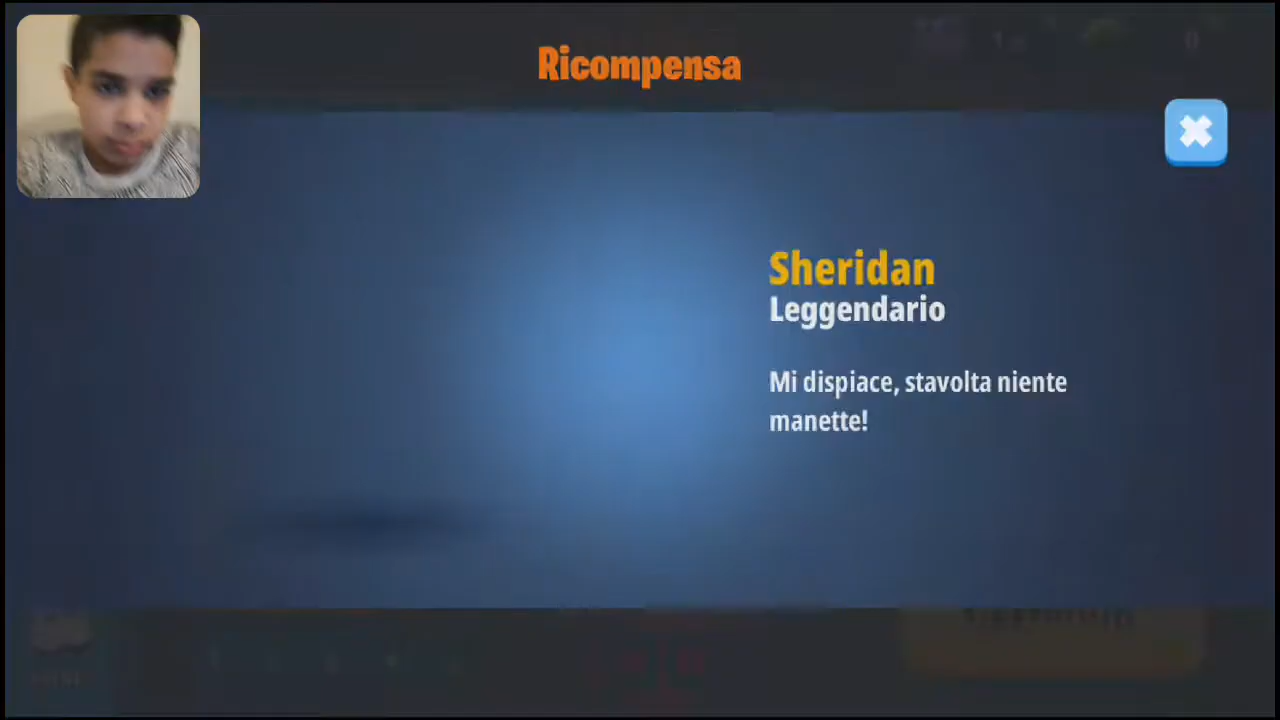 Ricompensa
Sheridan
Leggendario
Mi dispiace, stavolta niente
manette!